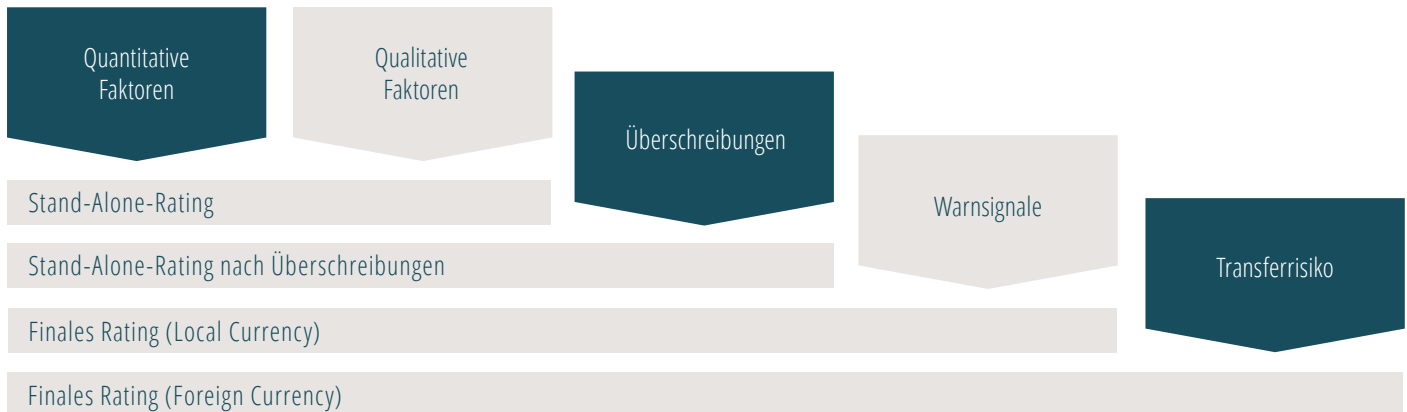 Quantitative
Faktoren
Qualitative
Faktoren
Überschreibungen
Warnsignale
Transferrisiko
Stand-Alone-Rating
Stand-Alone-Rating nach Überschreibungen
Finales Rating (Local Currency)
Finales Rating (Foreign Currency)